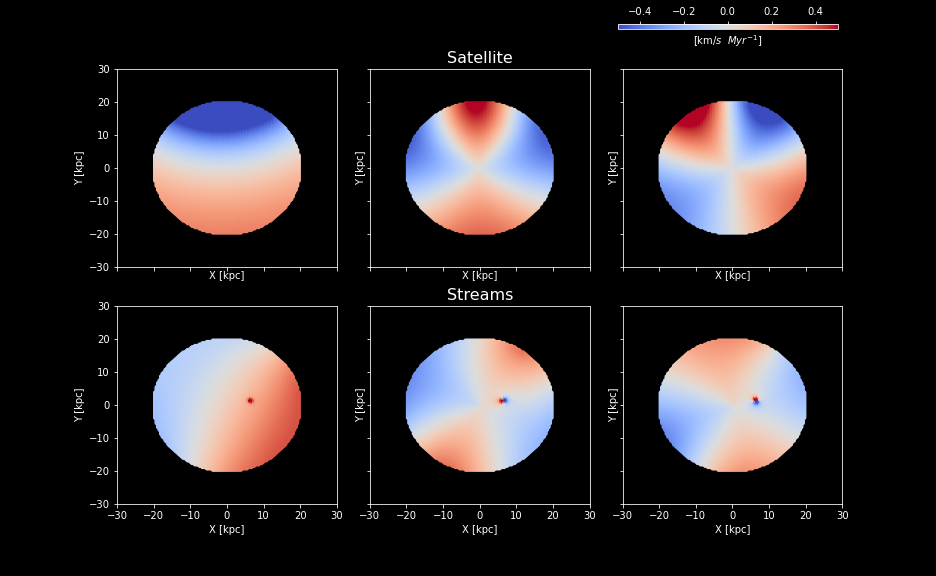 −0.4 −0.2 0.0 0.2 0.4
[km/s Myr⁻¹]
Satellite
30
20
10
0
−10
−20
−30
Y [kpc]
X [kpc]
Y [kpc]
X [kpc]
Y [kpc]
X [kpc]
Streams
30
20
10
0
−10
−20
−30
Y [kpc]
−30 −20 −10 0 10 20 30
X [kpc]
Y [kpc]
−30 −20 −10 0 10 20 30
X [kpc]
Y [kpc]
−30 −20 −10 0 10 20 30
X [kpc]